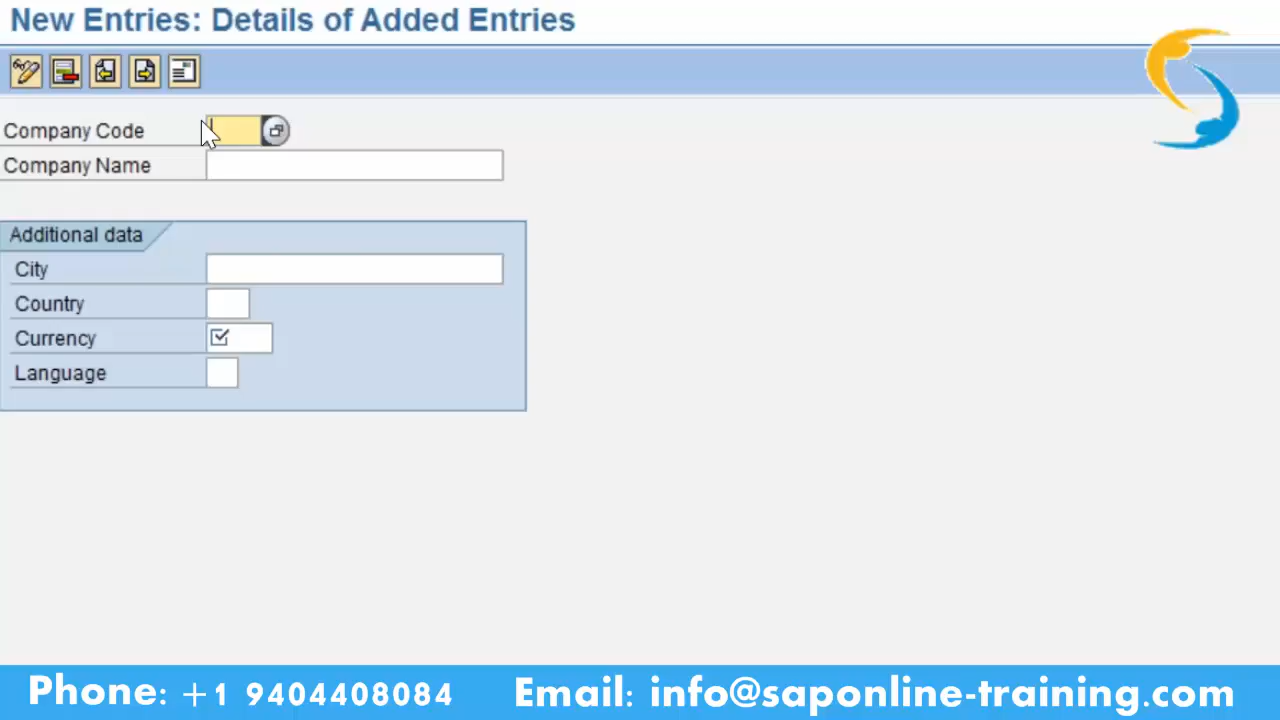 New Entries: Details of Added Entries
Company Code
Company Name
Additional data
City
Country
Currency
Language
Phone: +1 9404408084 Email: info@saponline-training.com